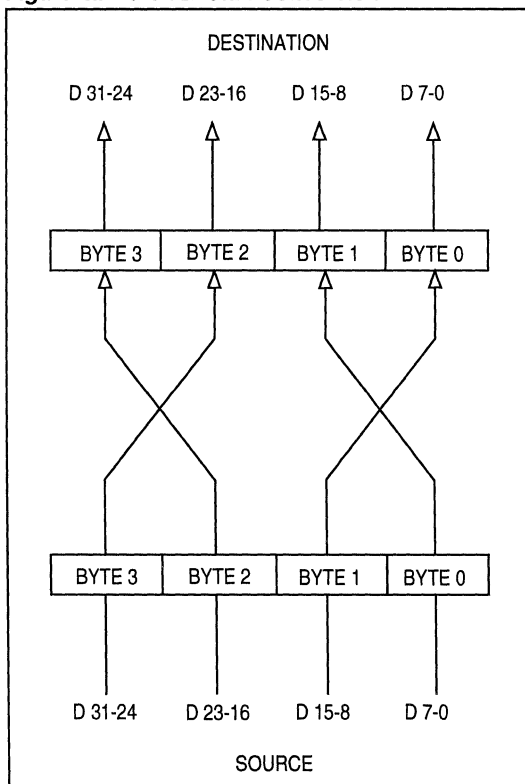 DESTINATION
D 31-24 D 23-16 D 15-8 D 7-0
BYTE 3 BYTE 2 BYTE 1 BYTE 0
BYTE 3 BYTE 2 BYTE 1 BYTE 0
D 31-24 D 23-16 D 15-8 D 7-0
SOURCE